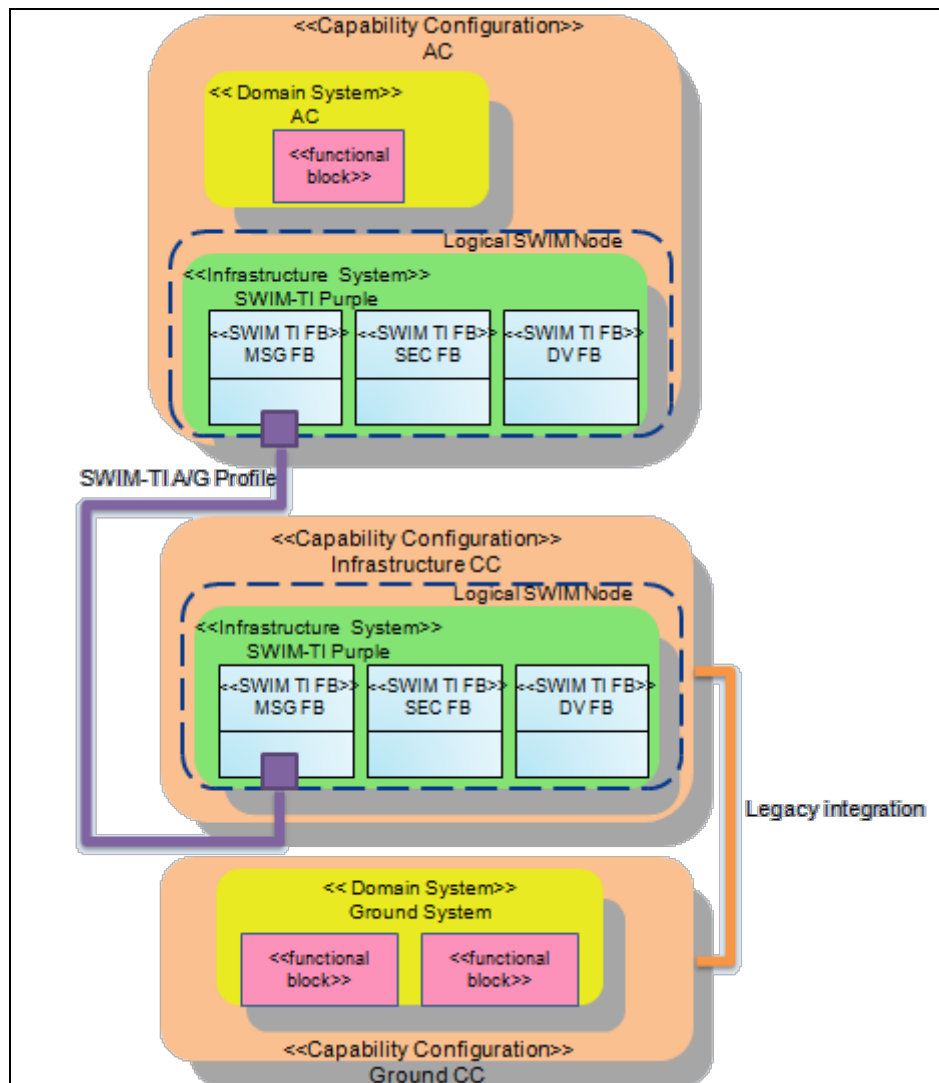 <<Capability Configuration>>
AC
<< Domain System>>
AC
<<functional
block>>
Logical SWIM Node
<<Infrastructure System>>
SWIM-TI Purple
<<SWIM TI FB>>
MSG FB
<<SWIM TI FB>>
SEC FB
<<SWIM TI FB>>
DV FB
SWIM-TI A/G Profile
<<Capability Configuration>>
Infrastructure CC
Logical SWIM Node
<<Infrastructure System>>
SWIM-TI Purple
<<SWIM TI FB>>
MSG FB
<<SWIM TI FB>>
SEC FB
<<SWIM TI FB>>
DV FB
Legacy integration
<< Domain System>>
Ground System
<<functional
block>>
<<functional
block>>
<<Capability Configuration>>
Ground CC